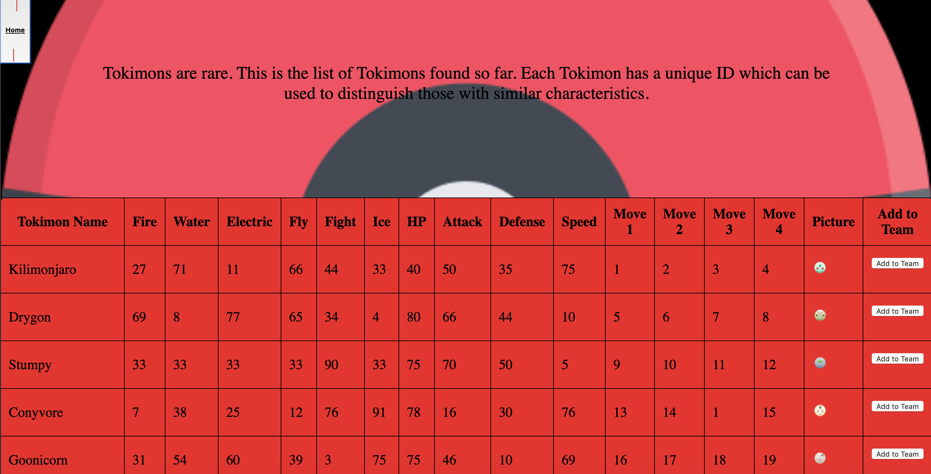 Home
Tokimons are rare. This is the list of Tokimons found so far. Each Tokimon has a unique ID which can be
used to distinguish those with similar characteristics.
Tokimon Name Fire Water Electric Fly Fight Ice HP Attack Defense Speed Move 1 Move 2 Move 3 Move 4 Picture Add to Team
Kilimonjaro 27 71 11 66 44 33 40 50 35 75 1 2 3 4 Add to Team
Drygon 69 8 77 65 34 4 80 66 44 10 5 6 7 8 Add to Team
Stumpy 33 33 33 33 90 33 75 70 50 5 9 10 11 12 Add to Team
Conyvore 7 38 25 12 76 91 78 16 30 76 13 14 1 15 Add to Team
Goonicorn 31 54 60 39 3 75 75 46 10 69 16 17 18 19 Add to Team